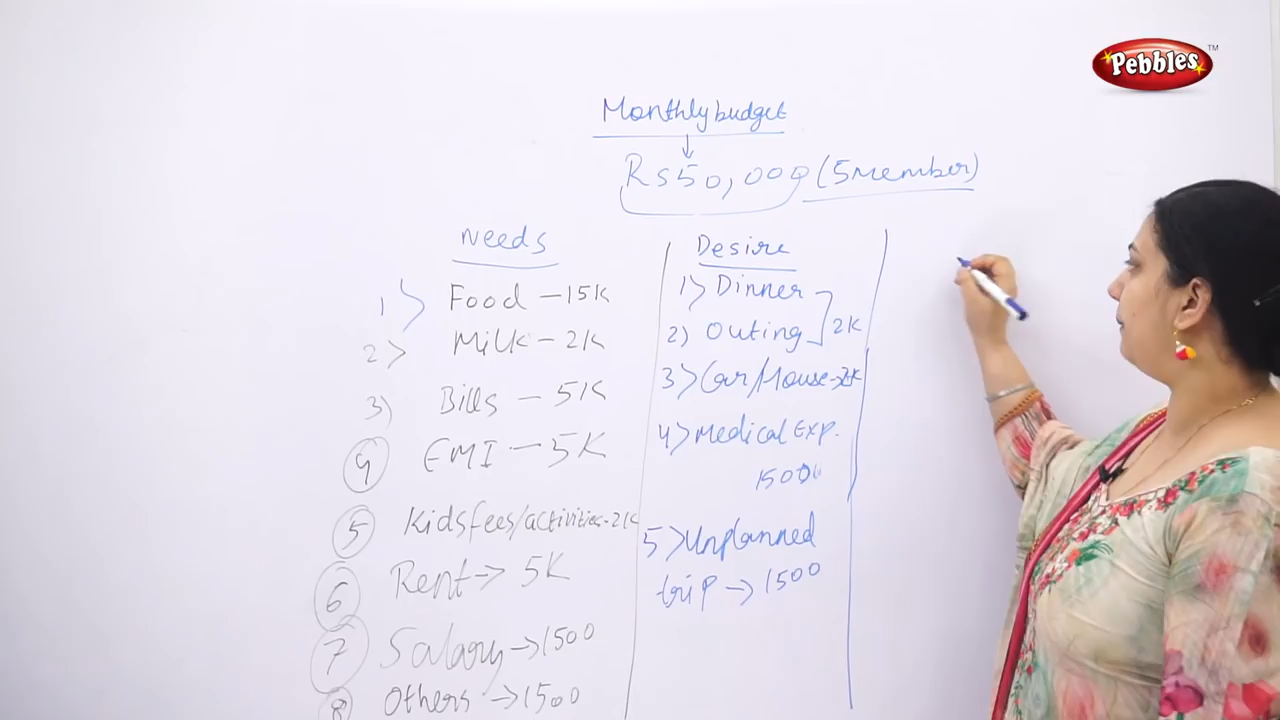 Pebbles TM
Monthly budget
Rs 50,000 (5 Member)
Needs
1) Food - 15K
2) Milk - 2K
3) Bills - 5K
4 EMI - 5K
5 Kids fees/activities - 2K
6 Rent → 5K
7 Salary → 1500
8 Others → 1500
Desire
1) Dinner
2) Outing 2K
3) Car/House →
4) Medical Exp.
1500
5) Unplanned
trip → 1500